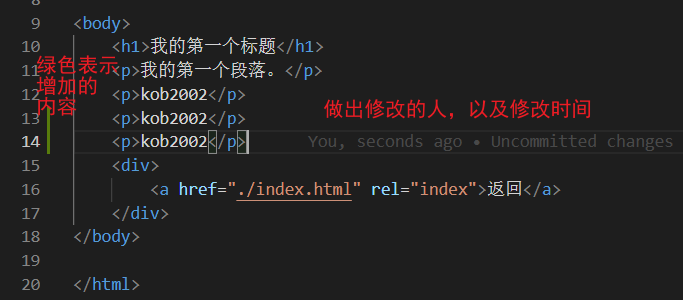 8
9 <body>
10 <h1>我的第一个标题</h1>
11 <p>我的第一个段落。</p>
绿色表示
增加的
内容
12 <p>kob2002</p>
13 <p>kob2002</p>
做出修改的人，以及修改时间
14 <p>kob2002</p> You, seconds ago • Uncommitted changes
15 <div>
16 <a href="./index.html" rel="index">返回</a>
17 </div>
18 </body>
19
20 </html>